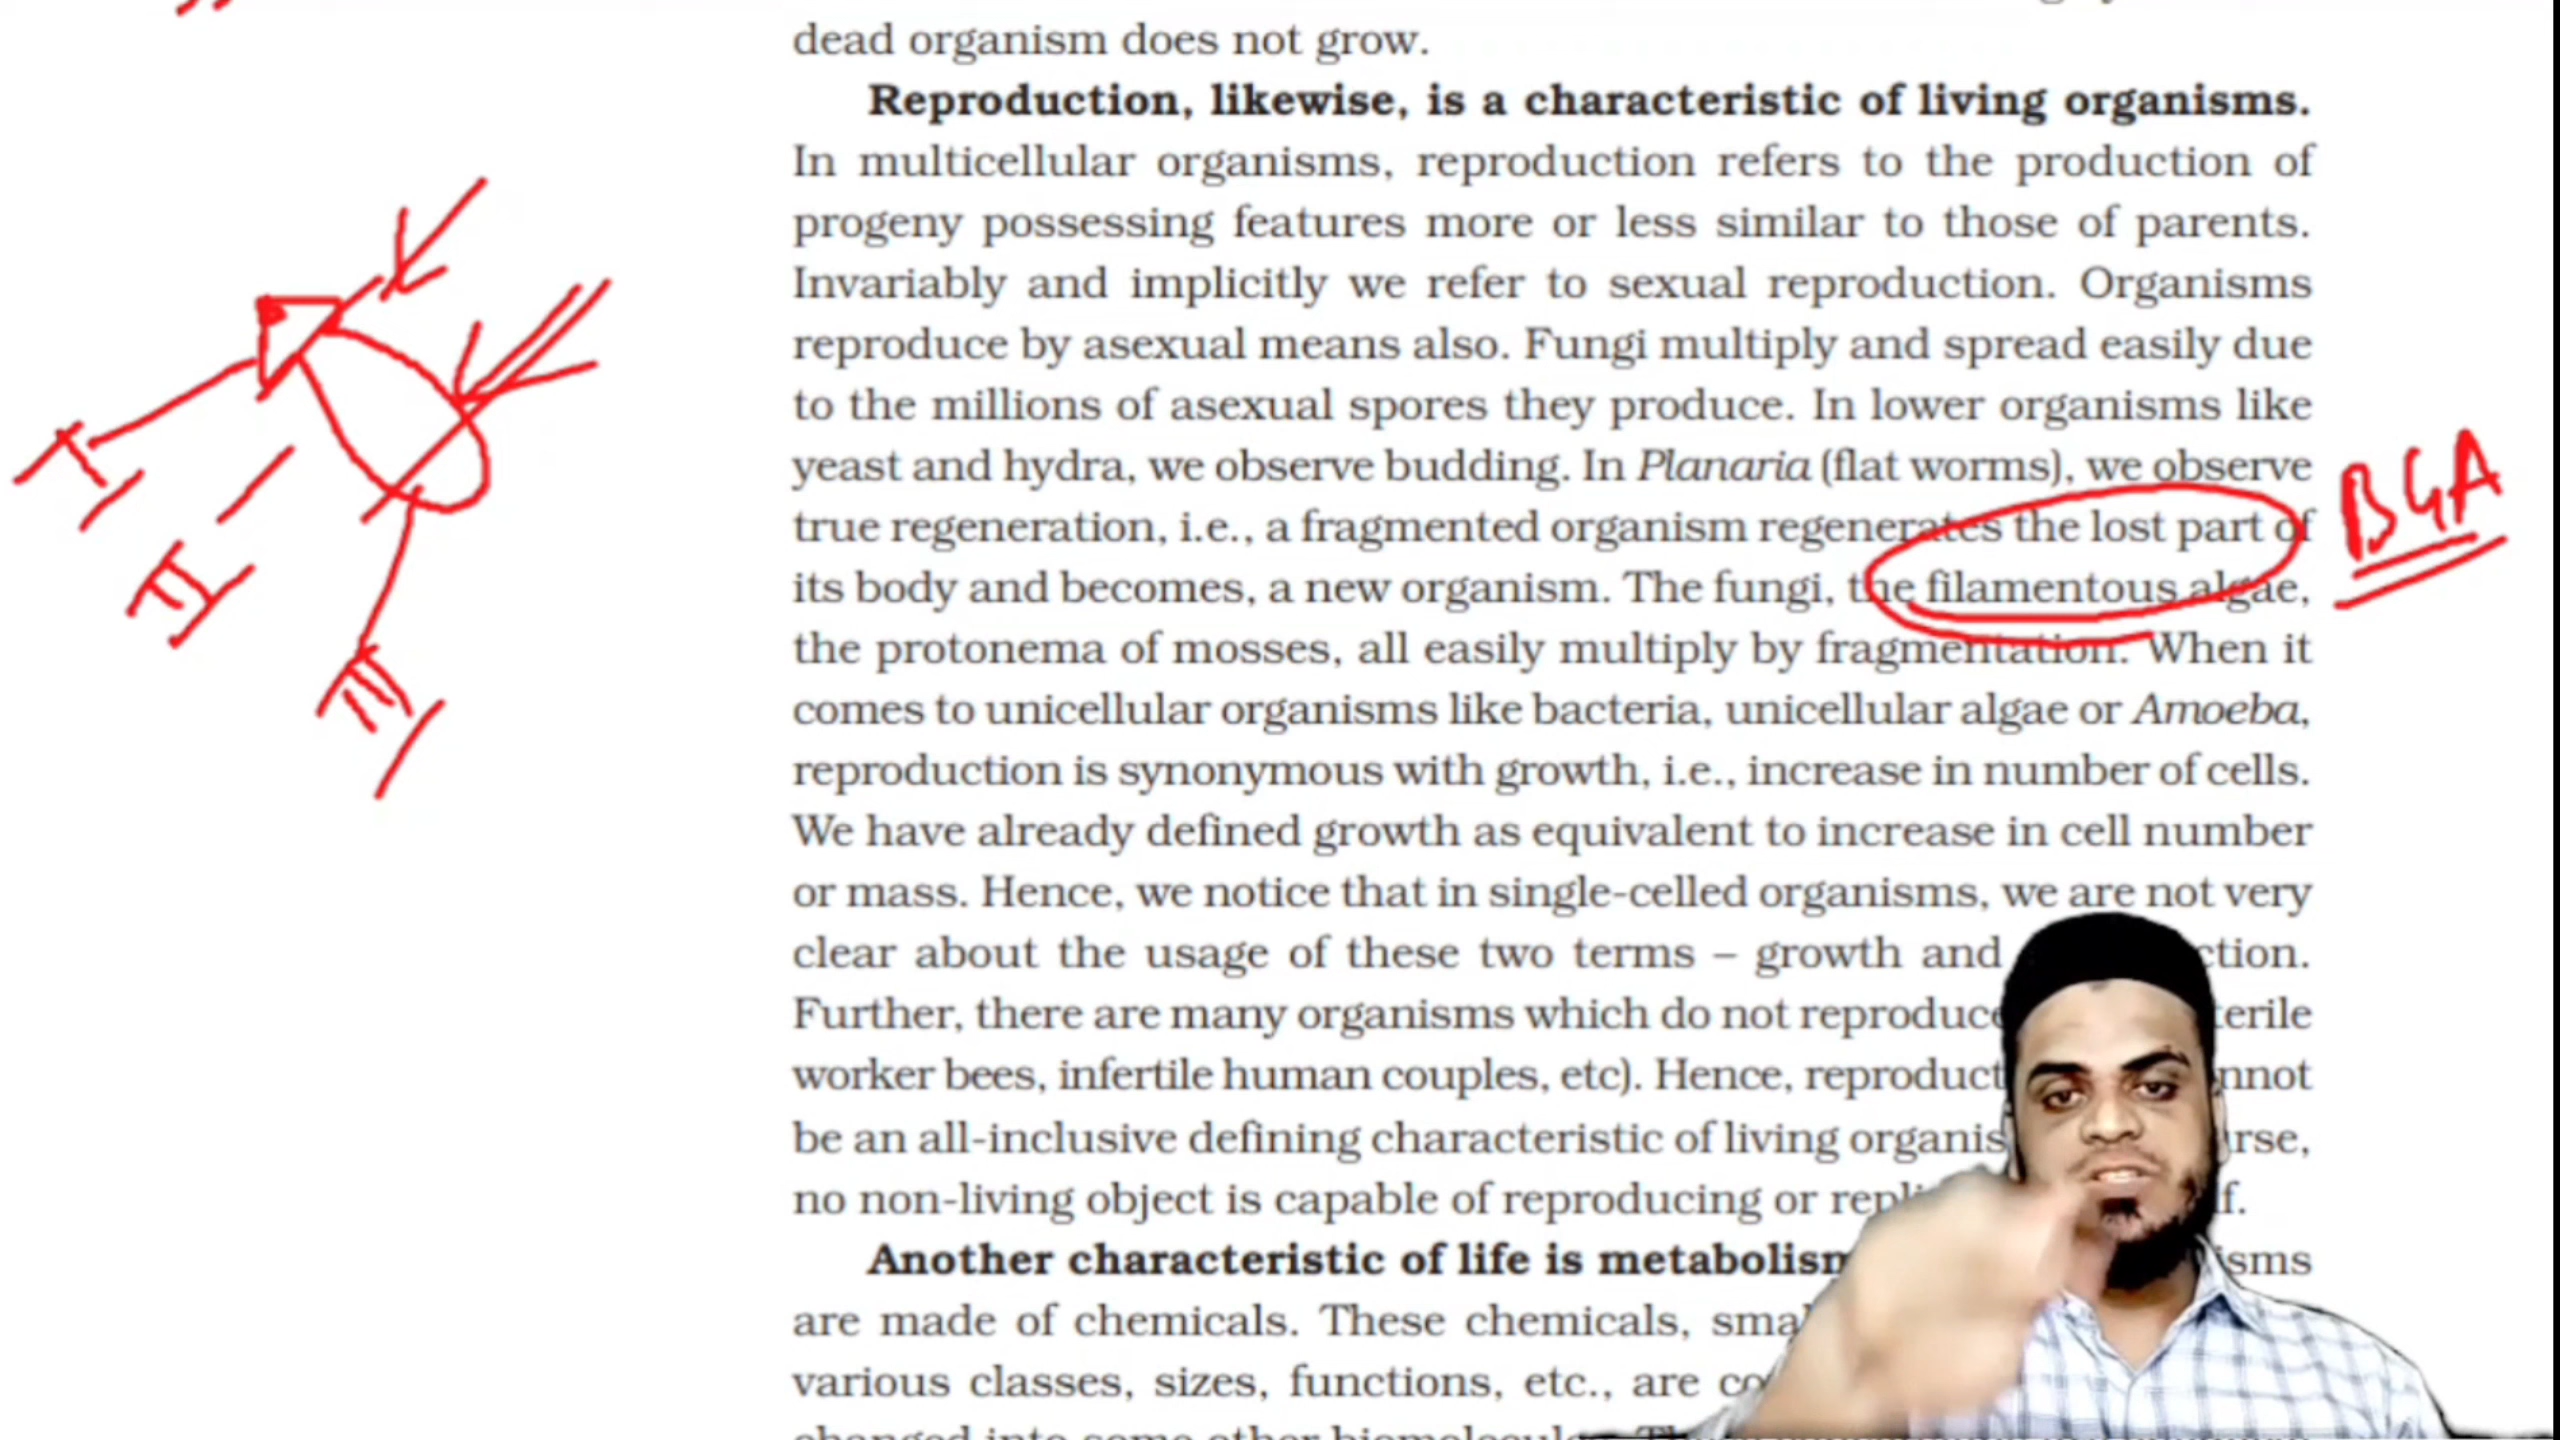 dead organism does not grow.
Reproduction, likewise, is a characteristic of living organisms.
In multicellular organisms, reproduction refers to the production of
progeny possessing features more or less similar to those of parents.
Invariably and implicitly we refer to sexual reproduction. Organisms
reproduce by asexual means also. Fungi multiply and spread easily due
to the millions of asexual spores they produce. In lower organisms like
yeast and hydra, we observe budding. In Planaria (flat worms), we observe
true regeneration, i.e., a fragmented organism regenerates the lost part of
BGA
its body and becomes, a new organism. The fungi, the filamentous algae,
the protonema of mosses, all easily multiply by fragmentation. When it
comes to unicellular organisms like bacteria, unicellular algae or Amoeba,
reproduction is synonymous with growth, i.e., increase in number of cells.
We have already defined growth as equivalent to increase in cell number
or mass. Hence, we notice that in single-celled organisms, we are not very
clear about the usage of these two terms – growth and ction.
Further, there are many organisms which do not reproduce terile
worker bees, infertile human couples, etc). Hence, reproduct nnot
be an all-inclusive defining characteristic of living organis rse,
no non-living object is capable of reproducing or repli f.
Another characteristic of life is metabolism isms
are made of chemicals. These chemicals, sma
various classes, sizes, functions, etc., are co
changed into some other
I
II
III